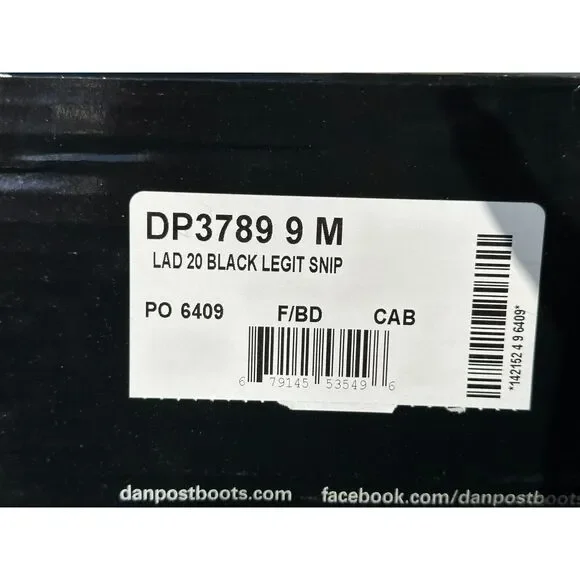 DP3789 9 M
LAD 20 BLACK LEGIT SNIP
PO 6409 F/BD CAB
6 79145 53549 6
*142152 4 9 6409*
danpostboots.com facebook.com/danpostboots